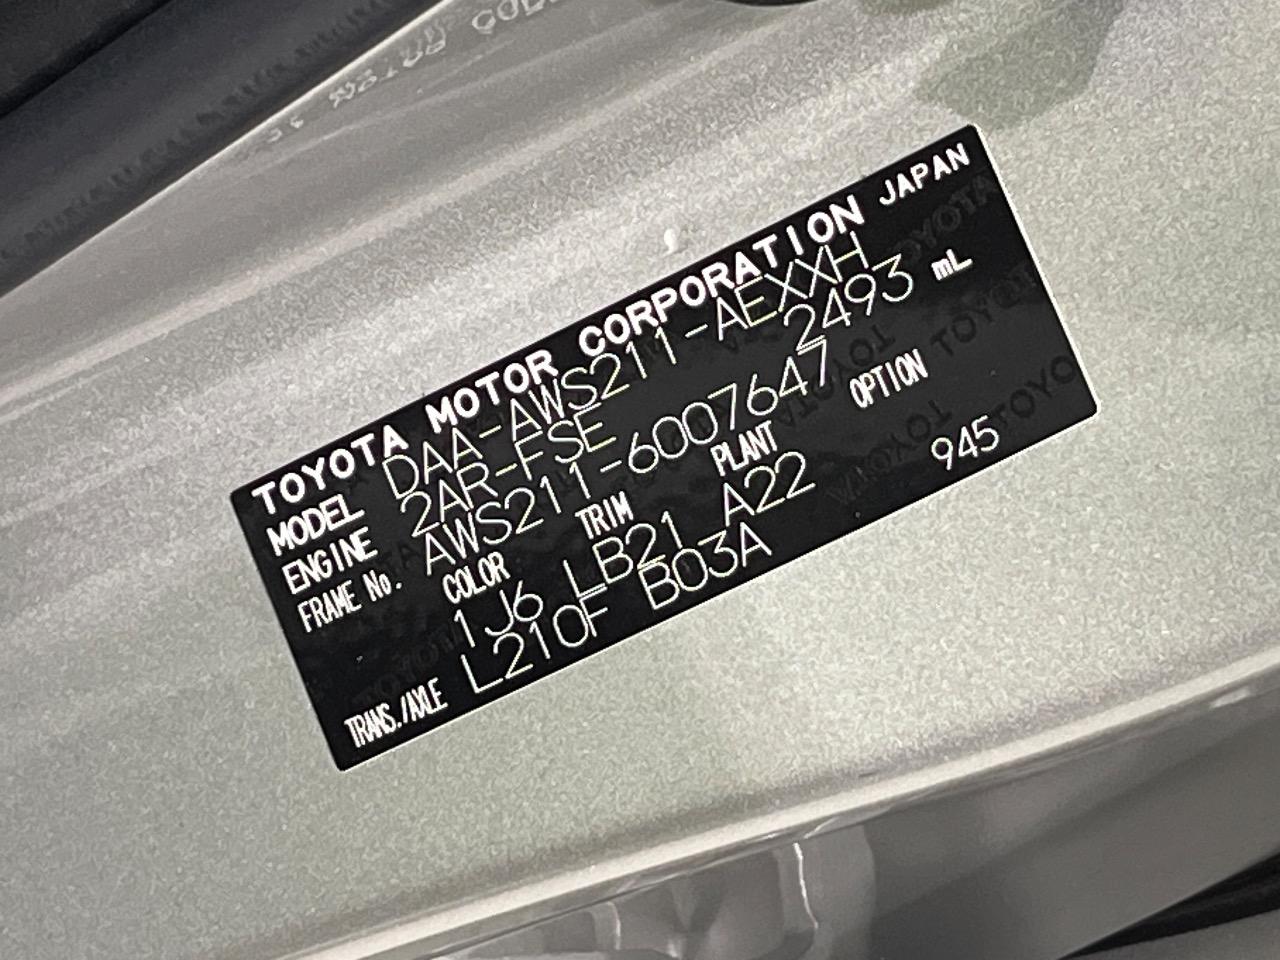 TOYOTA MOTOR CORPORATION JAPAN
MODEL DAA-AWS211-AEXXH
ENGINE 2AR-FSE 2493 mL
FRAME No. AWS211-6007647
COLOR TRIM PLANT OPTION
1J6 LB21 A22 945
TRANS./AXLE L210F B03A